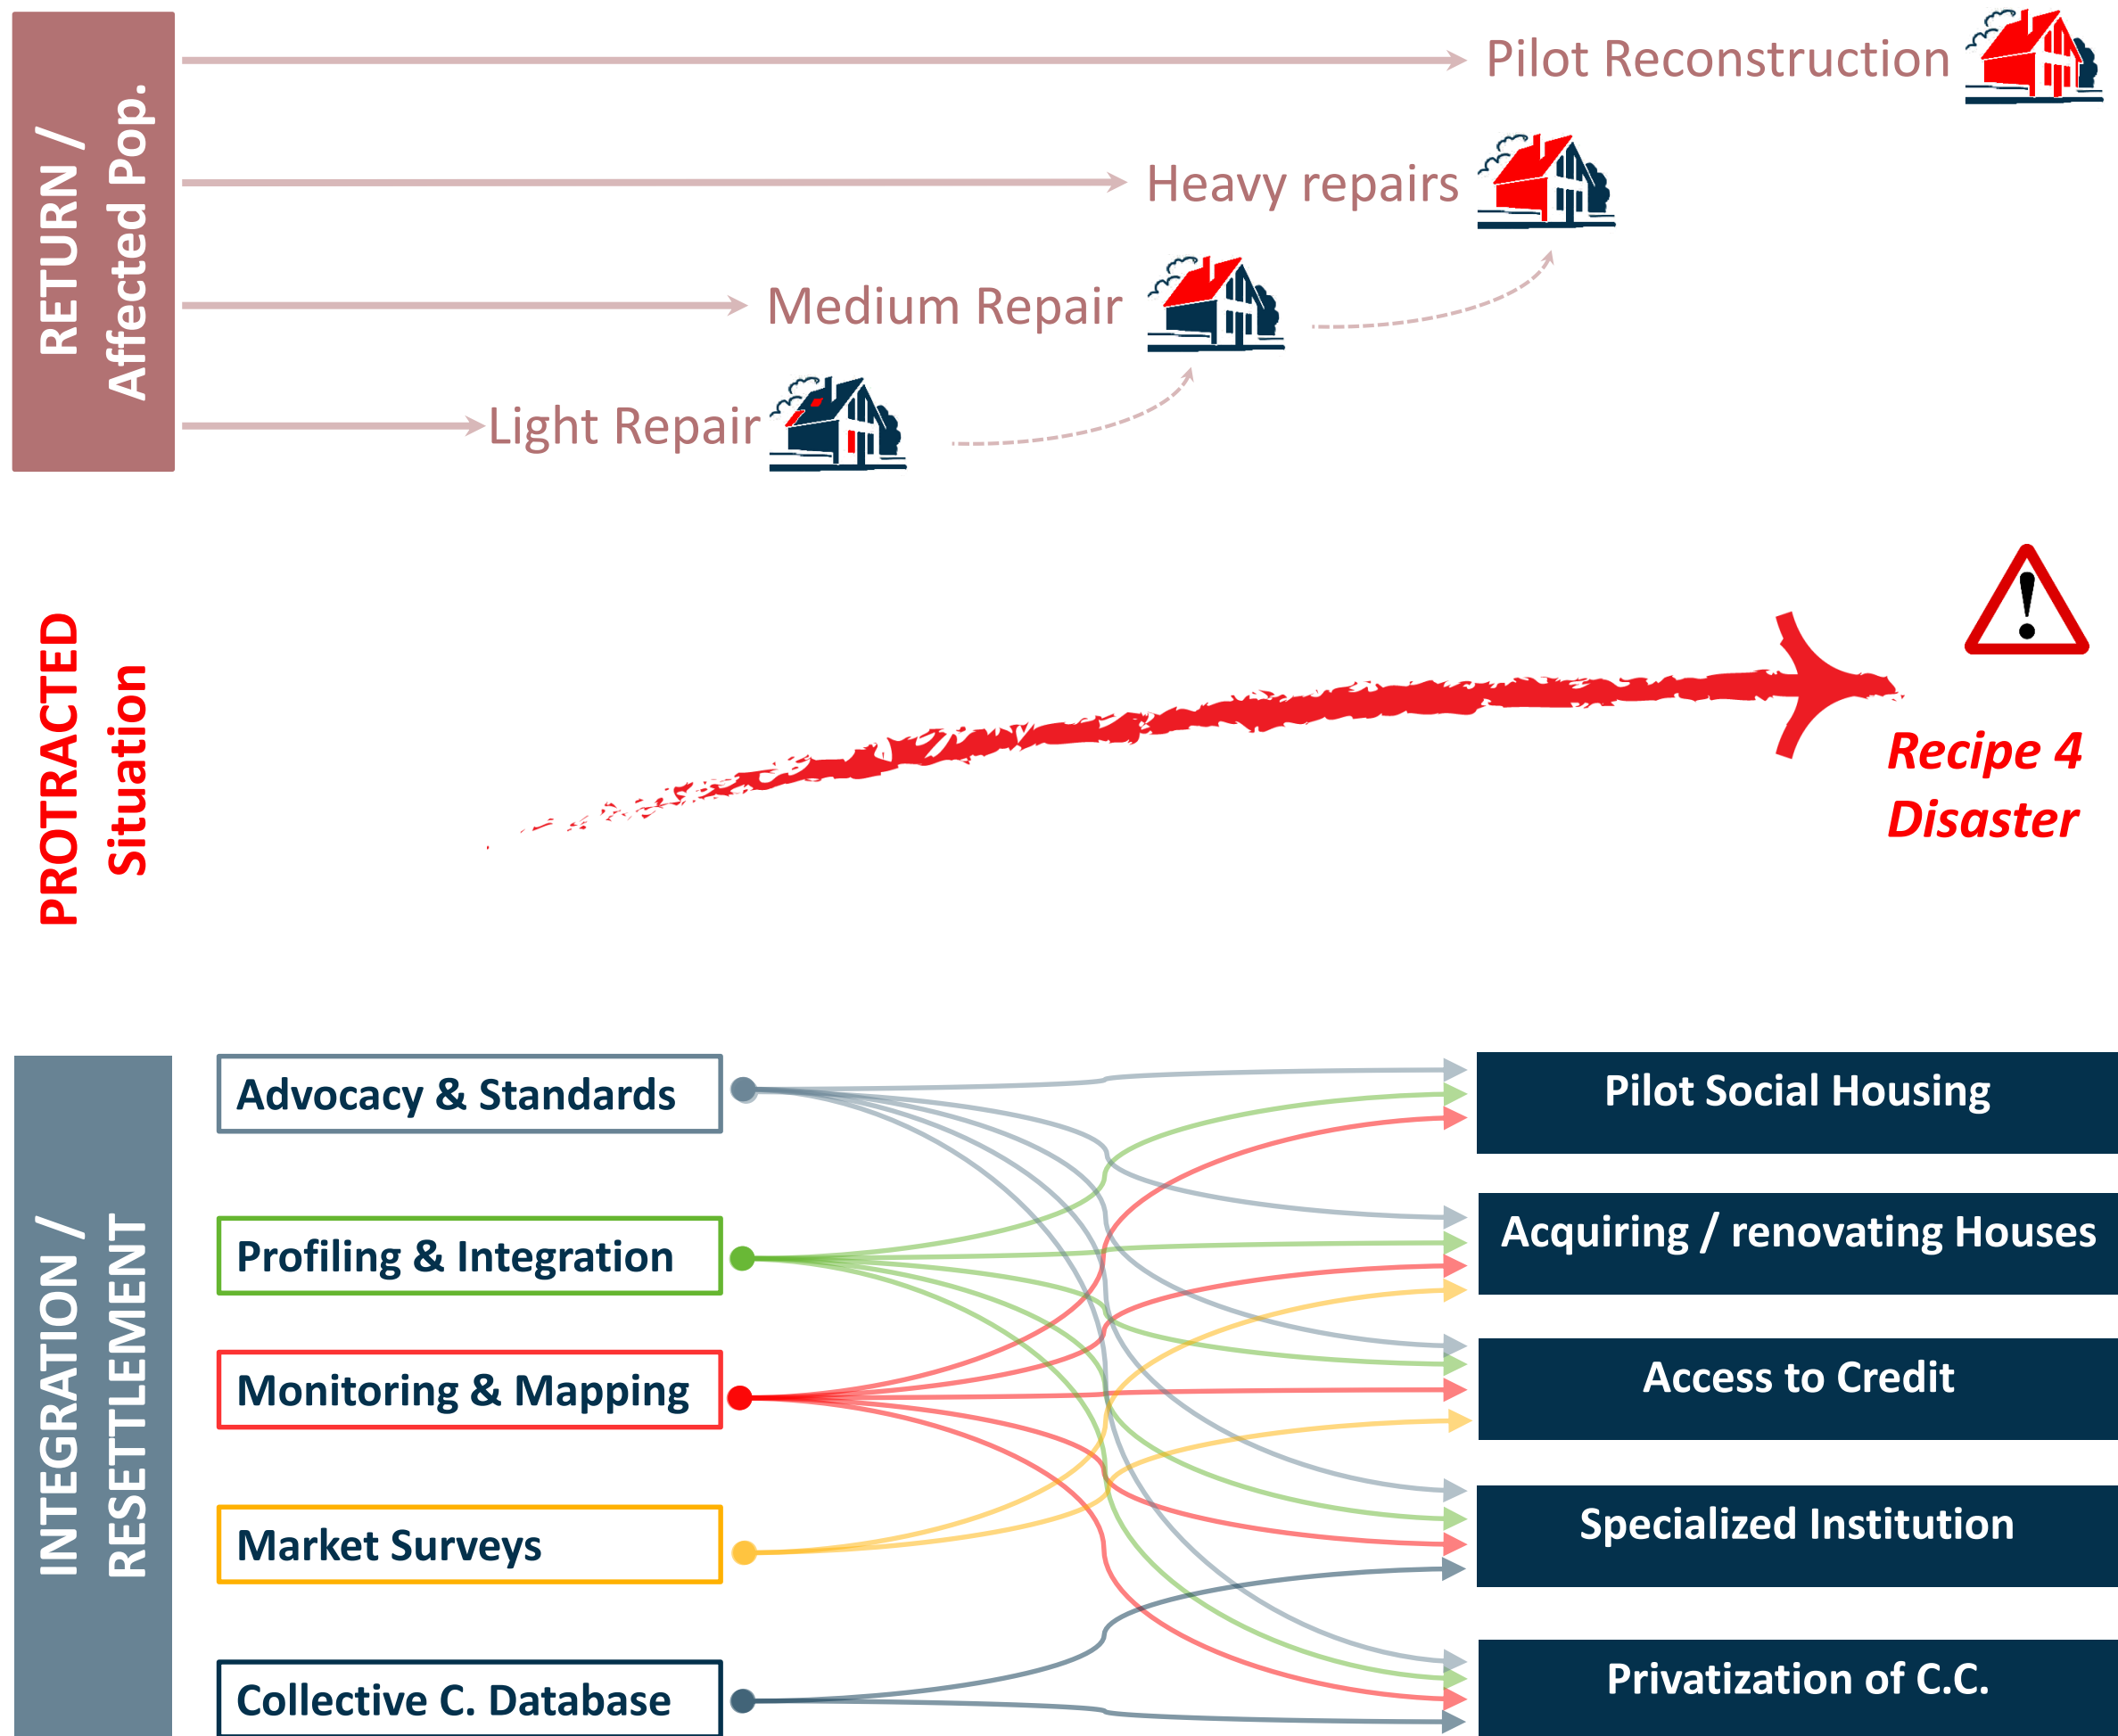 RETURN /
Affected Pop.
Pilot Reconstruction
Heavy repairs
Medium Repair
Light Repair
PROTRACTED
Situation
Recipe 4
Disaster
INTEGRATION /
RESETTLEMENT
Advocacy & Standards
Profiling & Integration
Monitoring & Mapping
Market Surveys
Collective C. Database
Pilot Social Housing
Acquiring / renovating Houses
Access to Credit
Specialized Institution
Privatization of C.C.